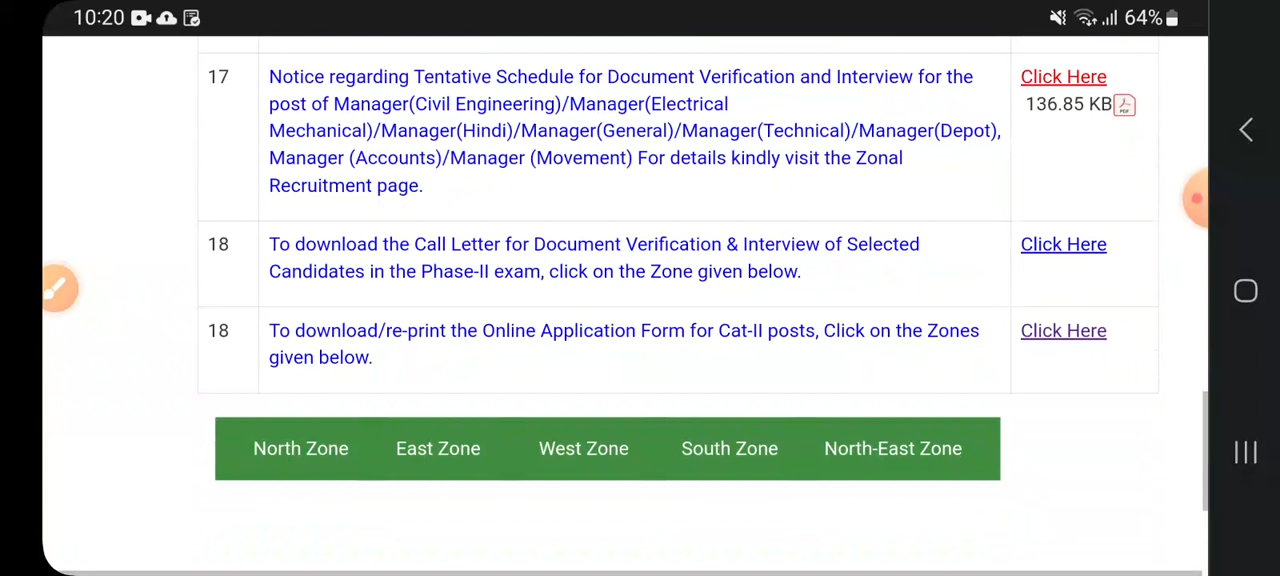 10:20
64%
17
Notice regarding Tentative Schedule for Document Verification and Interview for the
Click Here
post of Manager(Civil Engineering)/Manager(Electrical
136.85 KB
PDF
Mechanical)/Manager(Hindi)/Manager(General)/Manager(Technical)/Manager(Depot),
Manager (Accounts)/Manager (Movement) For details kindly visit the Zonal
Recruitment page.
18
To download the Call Letter for Document Verification & Interview of Selected
Click Here
Candidates in the Phase-II exam, click on the Zone given below.
18
To download/re-print the Online Application Form for Cat-II posts, Click on the Zones
Click Here
given below.
North Zone East Zone West Zone South Zone North-East Zone